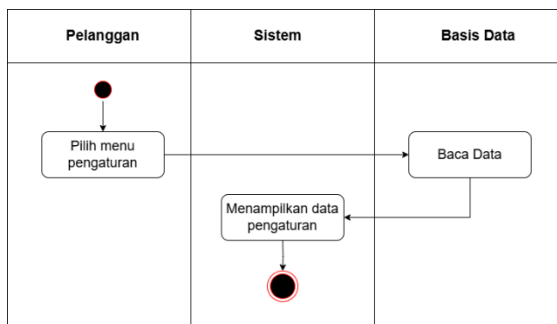 Pelanggan
Sistem
Basis Data
Pilih menu
pengaturan
Baca Data
Menampilkan data
pengaturan